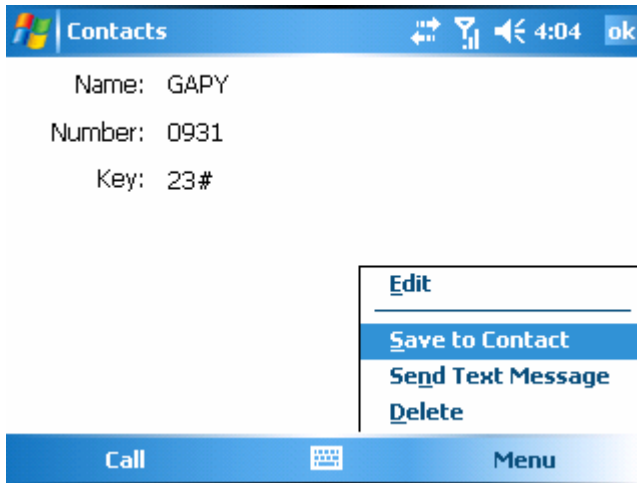 Contacts 4:04 ok
Name: GAPY
Number: 0931
Key: 23#
Edit
Save to Contact
Send Text Message
Delete
Call Menu